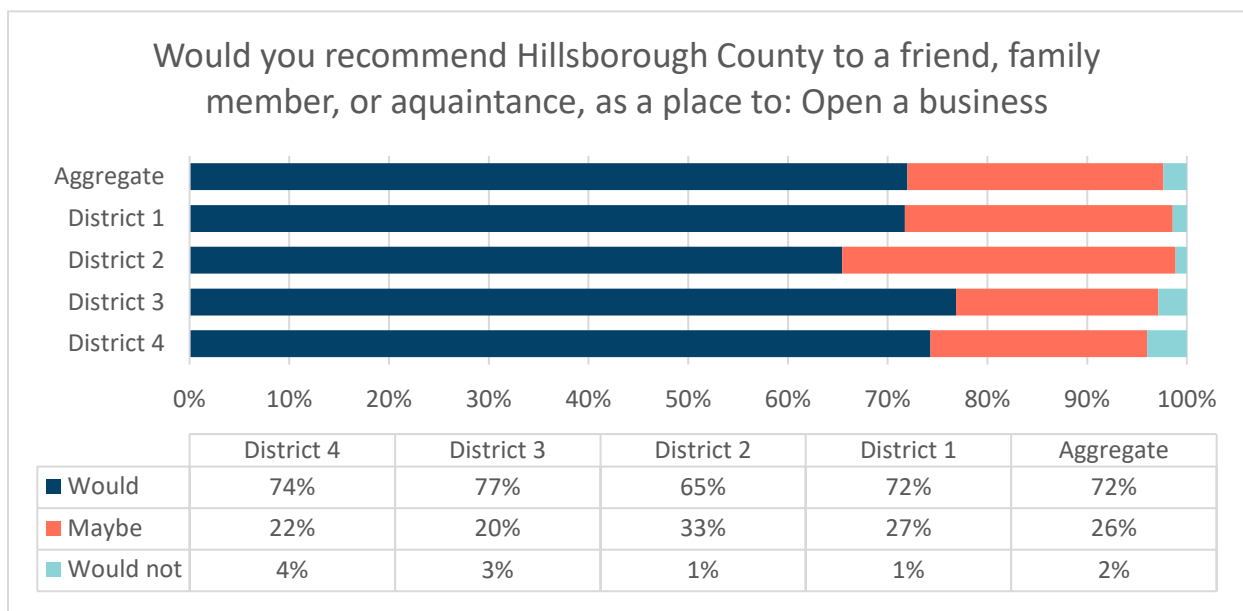 Would you recommend Hillsborough County to a friend, family
member, or aquaintance, as a place to: Open a business
Aggregate
District 1
District 2
District 3
District 4
0% 10% 20% 30% 40% 50% 60% 70% 80% 90% 100%
District 4 District 3 District 2 District 1 Aggregate
Would 74% 77% 65% 72% 72%
Maybe 22% 20% 33% 27% 26%
Would not 4% 3% 1% 1% 2%